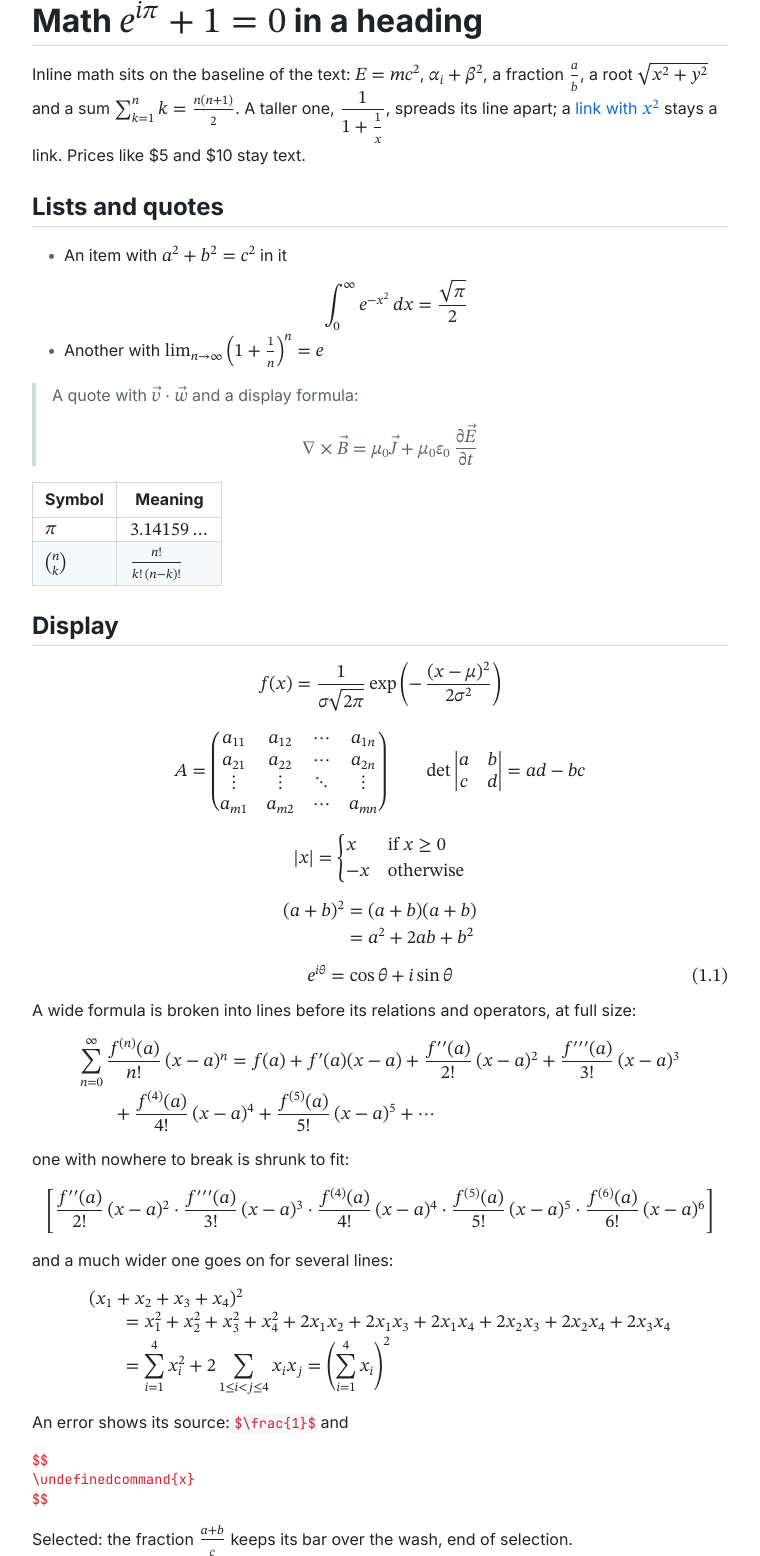 Math e^{iπ} + 1 = 0 in a heading
Inline math sits on the baseline of the text: E = mc², α_i + β², a fraction a/b, a root √(x² + y²)
and a sum ∑_{k=1}^{n} k = n(n+1)/2. A taller one, 1/(1 + 1/x), spreads its line apart; a link with x² stays a
link. Prices like $5 and $10 stay text.
Lists and quotes
• An item with a² + b² = c² in it
∫_0^∞ e^{−x²} dx = √π/2
• Another with lim_{n→∞} (1 + 1/n)^n = e
A quote with v⃗ · w⃗ and a display formula:
∇ × B⃗ = μ₀J⃗ + μ₀ε₀ ∂E⃗/∂t
Symbol Meaning
π 3.14159 …
(n k) n!/(k! (n−k)!)
Display
f(x) = 1/(σ√(2π)) exp(− (x − μ)²/(2σ²))
A = (a₁₁ a₁₂ ⋯ a_{1n}
a₂₁ a₂₂ ⋯ a_{2n}
⋮ ⋮ ⋱ ⋮
a_{m1} a_{m2} ⋯ a_{mn}) det |a b
c d| = ad − bc
|x| = { x if x ≥ 0
−x otherwise
(a + b)² = (a + b)(a + b)
= a² + 2ab + b²
e^{iθ} = cos θ + i sin θ (1.1)
A wide formula is broken into lines before its relations and operators, at full size:
∑_{n=0}^{∞} f^{(n)}(a)/n! (x − a)^n = f(a) + f′(a)(x − a) + f′′(a)/2! (x − a)² + f′′′(a)/3! (x − a)³
+ f^{(4)}(a)/4! (x − a)⁴ + f^{(5)}(a)/5! (x − a)⁵ + ⋯
one with nowhere to break is shrunk to fit:
[f′′(a)/2! (x − a)² · f′′′(a)/3! (x − a)³ · f^{(4)}(a)/4! (x − a)⁴ · f^{(5)}(a)/5! (x − a)⁵ · f^{(6)}(a)/6! (x − a)⁶]
and a much wider one goes on for several lines:
(x₁ + x₂ + x₃ + x₄)²
= x₁² + x₂² + x₃² + x₄² + 2x₁x₂ + 2x₁x₃ + 2x₁x₄ + 2x₂x₃ + 2x₂x₄ + 2x₃x₄
= ∑_{i=1}^{4} x_i² + 2 ∑_{1≤i<j≤4} x_i x_j = (∑_{i=1}^{4} x_i)²
An error shows its source: $\frac{1}$ and
$$
\undefinedcommand{x}
$$
Selected: the fraction a+b/c keeps its bar over the wash, end of selection.